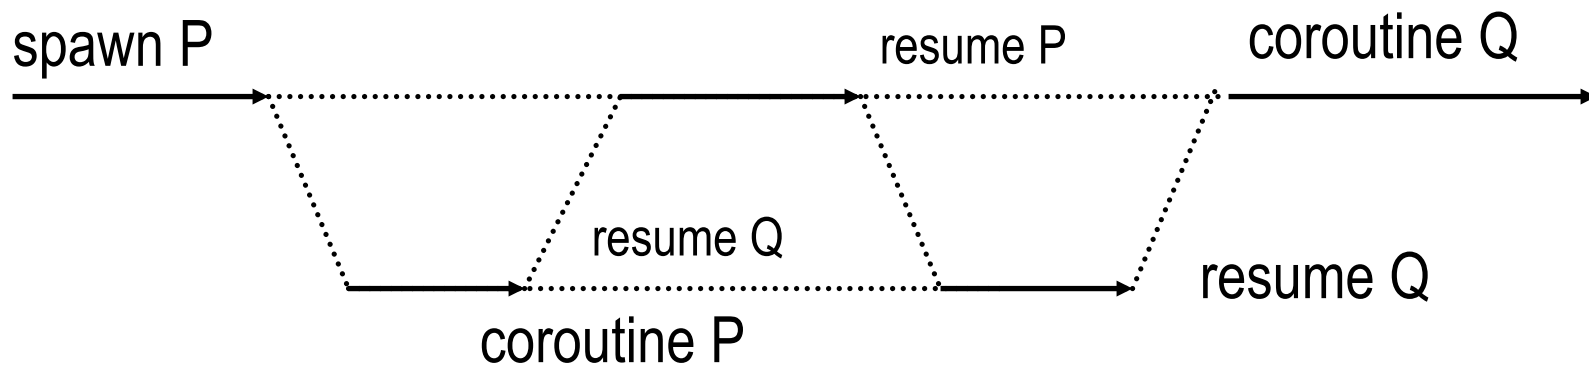 spawn P
resume P
coroutine Q
resume Q
resume Q
coroutine P